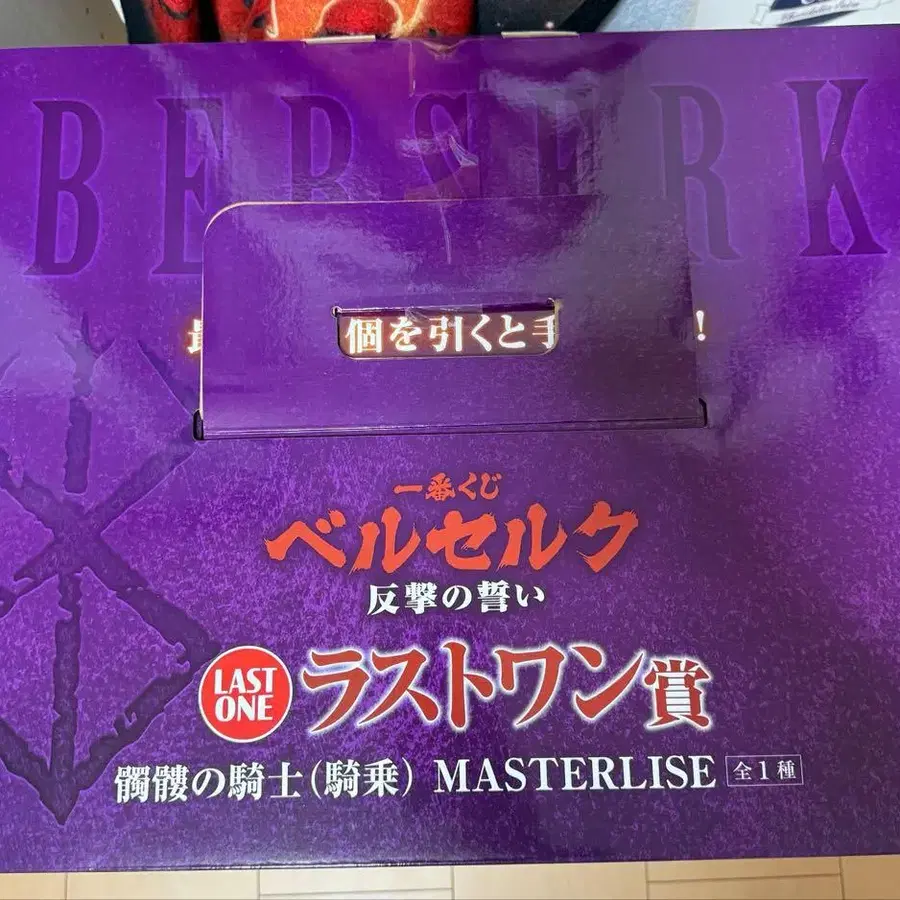 BERSERK
個を引くと手
!
一番くじ
ベルセルク
反撃の誓い
LAST ONE ラストワン賞
髑髏の騎士(騎乗) MASTERLISE 全1種